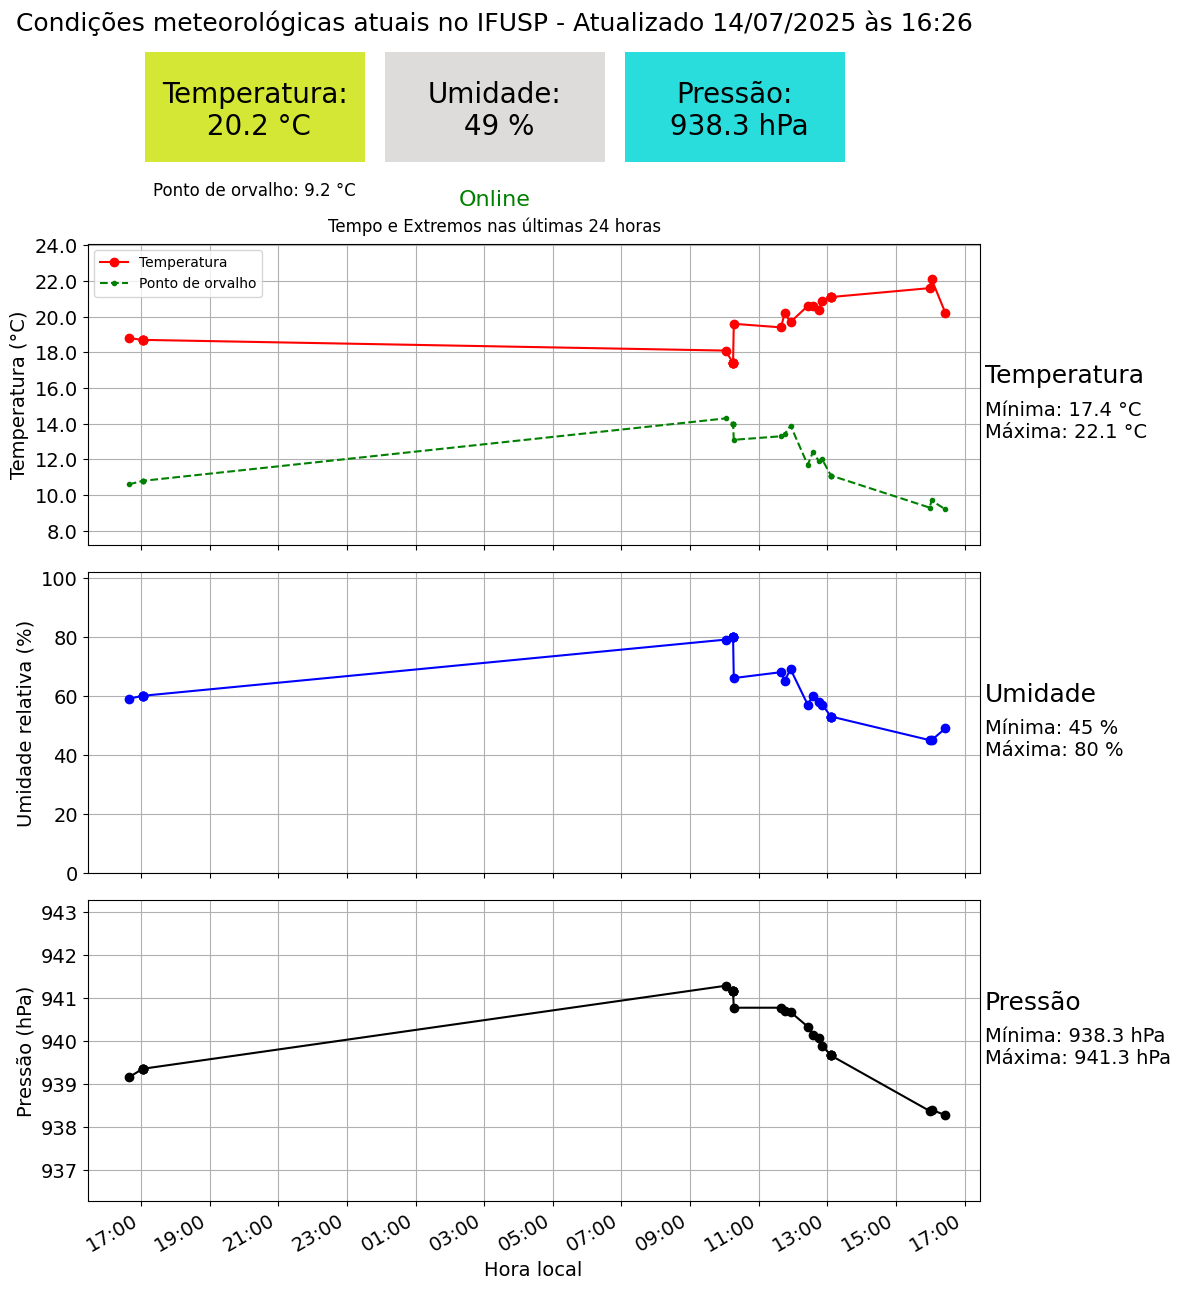 Condições meteorológicas atuais no IFUSP - Atualizado 14/07/2025 às 16:26
Temperatura:
20.2 °C
Umidade:
49 %
Pressão:
938.3 hPa
Ponto de orvalho: 9.2 °C
Online
Tempo e Extremos nas últimas 24 horas
Temperatura (°C)
24.0
22.0
20.0
18.0
16.0
14.0
12.0
10.0
8.0
Temperatura
Ponto de orvalho
Temperatura
Mínima: 17.4 °C
Máxima: 22.1 °C
Umidade relativa (%)
100
80
60
40
20
0
Umidade
Mínima: 45 %
Máxima: 80 %
Pressão (hPa)
943
942
941
940
939
938
937
Pressão
Mínima: 938.3 hPa
Máxima: 941.3 hPa
17:00 19:00 21:00 23:00 01:00 03:00 05:00 07:00 09:00 11:00 13:00 15:00 17:00
Hora local